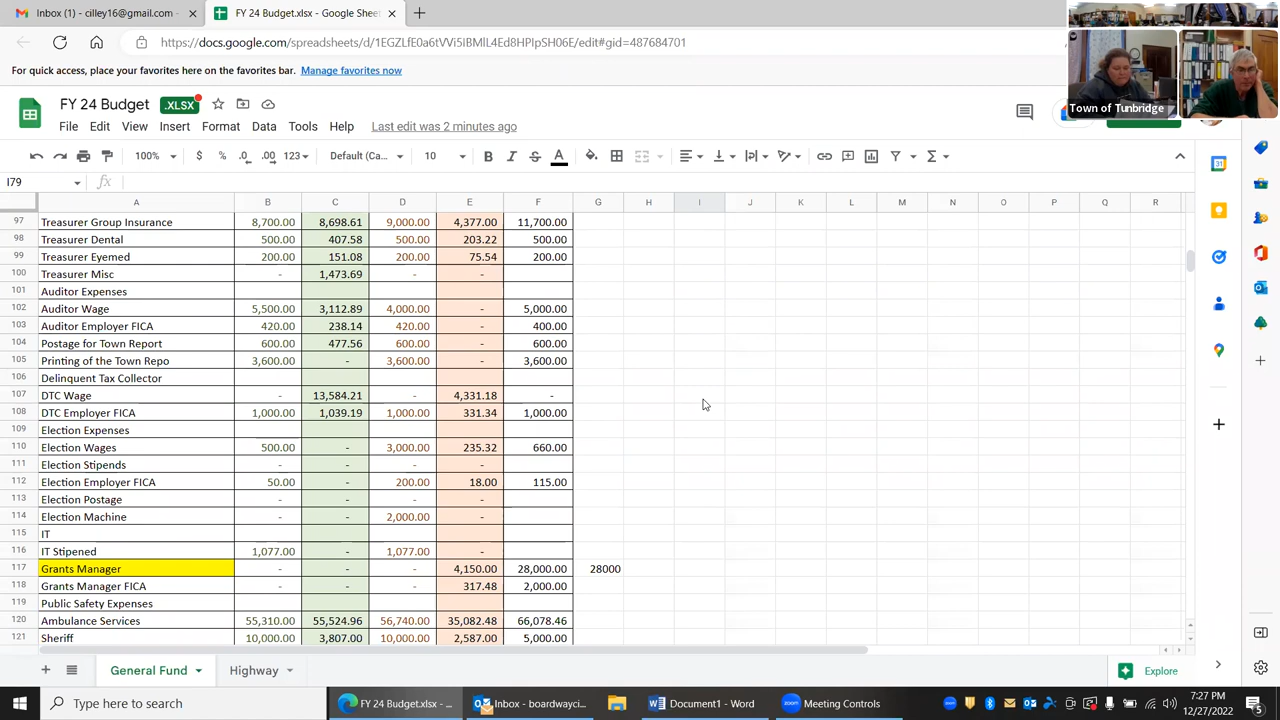 Inbox (1) - cilley16@gmail.com
FY 24 Budget.xlsx - Google Shee
https://docs.google.com/spreadsheets/d/1EGZLfE0a6tVVi5IBNML4Ed8HPIpSH06E/edit#gid=487684701
For quick access, place your favorites here on the favorites bar. Manage favorites now
Town of Tunbridge
FY 24 Budget .XLSX
File Edit View Insert Format Data Tools Help Last edit was 2 minutes ago
100% $ % .0 .00 123 Default (Ca... 10 B I S A
I79 fx
A B C D E F G H I J K L M N O P Q R
97 Treasurer Group Insurance 8,700.00 8,698.61 9,000.00 4,377.00 11,700.00
98 Treasurer Dental 500.00 407.58 500.00 203.22 500.00
99 Treasurer Eyemed 200.00 151.08 200.00 75.54 200.00
100 Treasurer Misc - 1,473.69 - -
101 Auditor Expenses
102 Auditor Wage 5,500.00 3,112.89 4,000.00 - 5,000.00
103 Auditor Employer FICA 420.00 238.14 420.00 - 400.00
104 Postage for Town Report 600.00 477.56 600.00 - 600.00
105 Printing of the Town Repo 3,600.00 - 3,600.00 - 3,600.00
106 Delinquent Tax Collector
107 DTC Wage - 13,584.21 - 4,331.18 -
108 DTC Employer FICA 1,000.00 1,039.19 1,000.00 331.34 1,000.00
109 Election Expenses
110 Election Wages 500.00 - 3,000.00 235.32 660.00
111 Election Stipends - - - -
112 Election Employer FICA 50.00 - 200.00 18.00 115.00
113 Election Postage - - - -
114 Election Machine - - 2,000.00 -
115 IT
116 IT Stipened 1,077.00 - 1,077.00 -
117 Grants Manager - - - 4,150.00 28,000.00 28000
118 Grants Manager FICA - - - 317.48 2,000.00
119 Public Safety Expenses
120 Ambulance Services 55,310.00 55,524.96 56,740.00 35,082.48 66,078.46
121 Sheriff 10,000.00 3,807.00 10,000.00 2,587.00 5,000.00
General Fund Highway Explore
Type here to search
FY 24 Budget.xlsx - ...
Inbox - boardwayci...
Document1 - Word
Meeting Controls
7:27 PM
12/27/2022
5